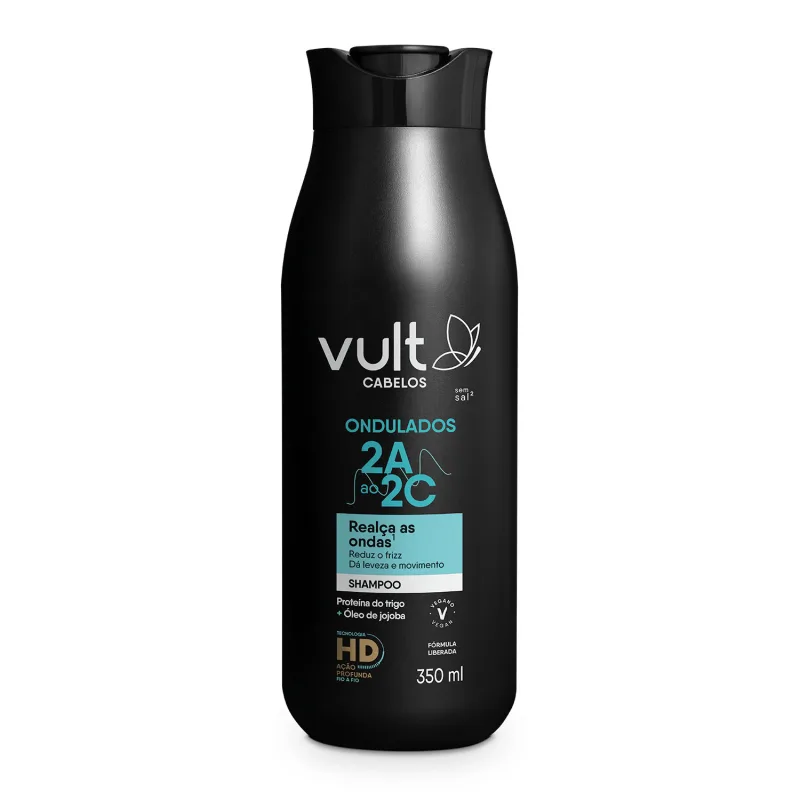 vult
CABELOS
sem
sal²
ONDULADOS
2A
ao 2C
Realça as
ondas¹
Reduz o frizz
Dá leveza e movimento
SHAMPOO
Proteína do trigo
+ Óleo de jojoba
VEGANO
V
VEGAN
TECNOLOGIA
HD
AÇÃO
PROFUNDA
FIO A FIO
FÓRMULA
LIBERADA
350 ml